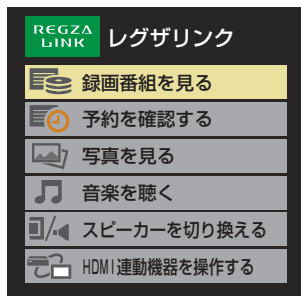 REGZA
LINK レグザリンク
録画番組を見る
予約を確認する
写真を見る
音楽を聴く
スピーカーを切り換える
HDMI連動機器を操作する